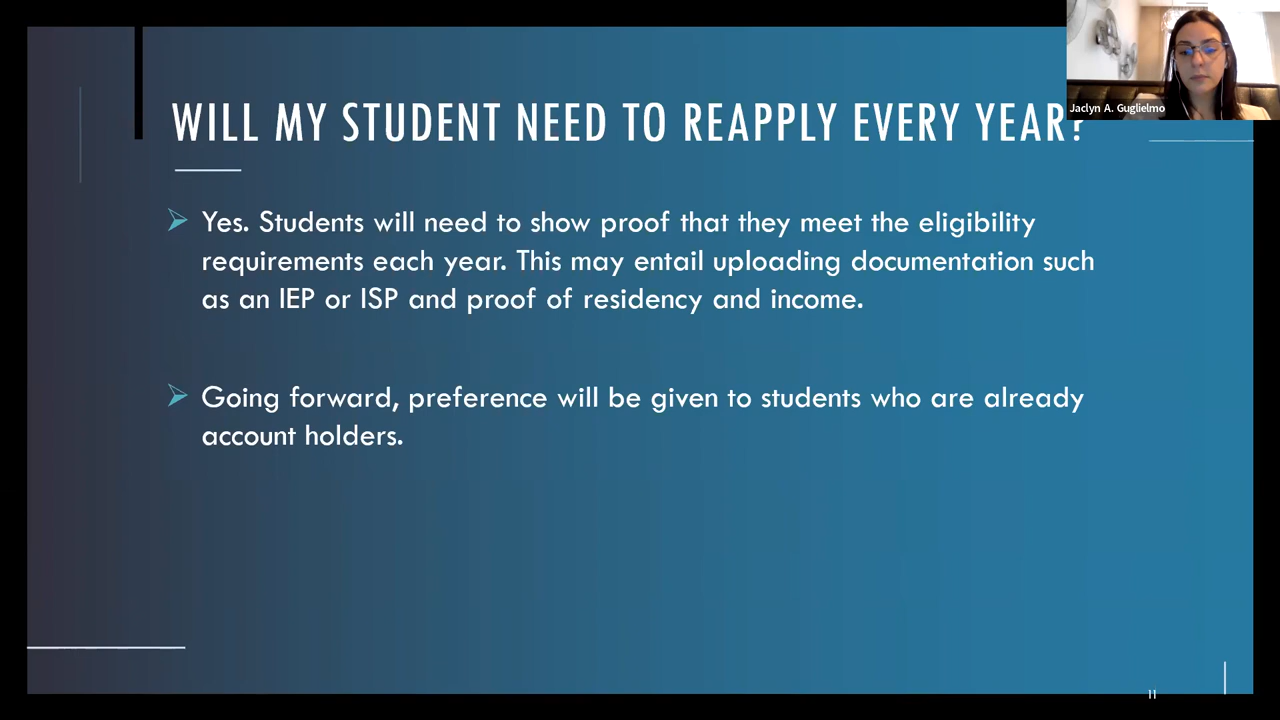 WILL MY STUDENT NEED TO REAPPLY EVERY YEAR?
Jaclyn A. Guglielmo
Yes. Students will need to show proof that they meet the eligibility
requirements each year. This may entail uploading documentation such
as an IEP or ISP and proof of residency and income.
Going forward, preference will be given to students who are already
account holders.
11